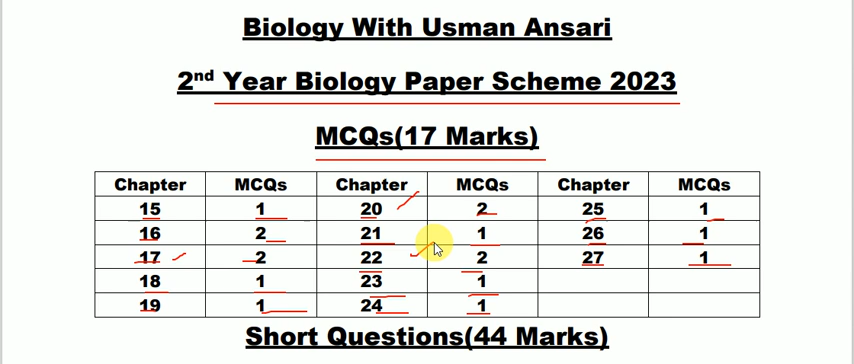 Biology With Usman Ansari
2nd Year Biology Paper Scheme 2023
MCQs(17 Marks)
Chapter MCQs Chapter MCQs Chapter MCQs
15 1 20 2 25 1
16 2 21 1 26 1
17 2 22 2 27 1
18 1 23 1
19 1 24 1
Short Questions(44 Marks)